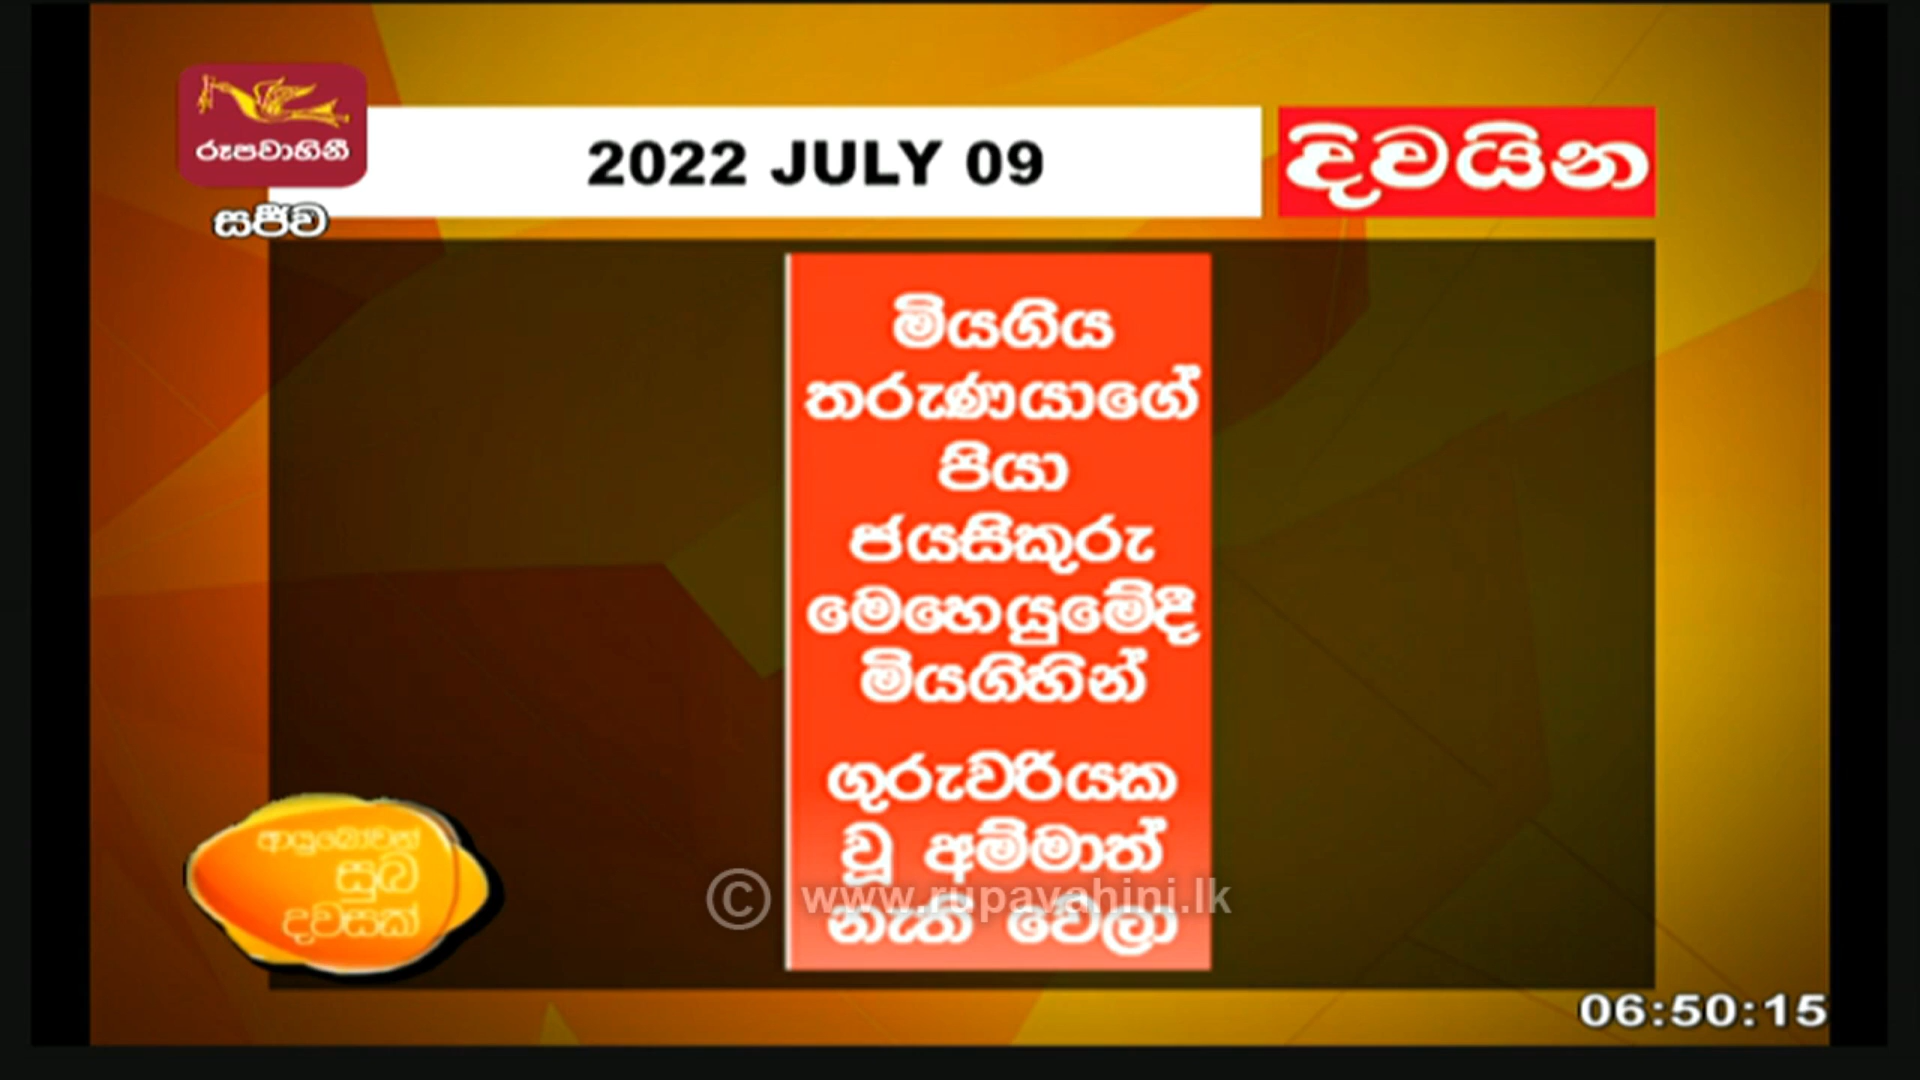 රූපවාහිනී
සජීව
2022 JULY 09
දිවයින
මියගිය
තරුණයාගේ
පියා
ජයසිකුරු
මෙහෙයුමේදී
මියගිහින්
ගුරුවරියක
වූ අම්මාත්
නැති වෙලා
© www.rupavahini.lk
ආයුබෝවන්
සුබ
දවසක්
06:50:15